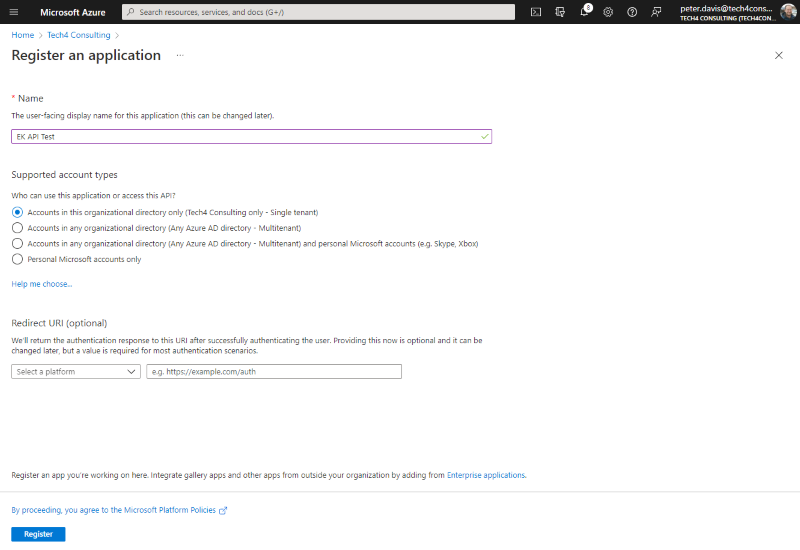 Microsoft Azure
Search resources, services, and docs (G+/)
8
peter.davis@tech4cons...
TECH4 CONSULTING (TECH4CON...
Home > Tech4 Consulting >
Register an application ...
* Name
The user-facing display name for this application (this can be changed later).
EK API Test
Supported account types
Who can use this application or access this API?
Accounts in this organizational directory only (Tech4 Consulting only - Single tenant)
Accounts in any organizational directory (Any Azure AD directory - Multitenant)
Accounts in any organizational directory (Any Azure AD directory - Multitenant) and personal Microsoft accounts (e.g. Skype, Xbox)
Personal Microsoft accounts only
Help me choose...
Redirect URI (optional)
We'll return the authentication response to this URI after successfully authenticating the user. Providing this now is optional and it can be
changed later, but a value is required for most authentication scenarios.
Select a platform
e.g. https://example.com/auth
Register an app you're working on here. Integrate gallery apps and other apps from outside your organization by adding from Enterprise applications.
By proceeding, you agree to the Microsoft Platform Policies
Register